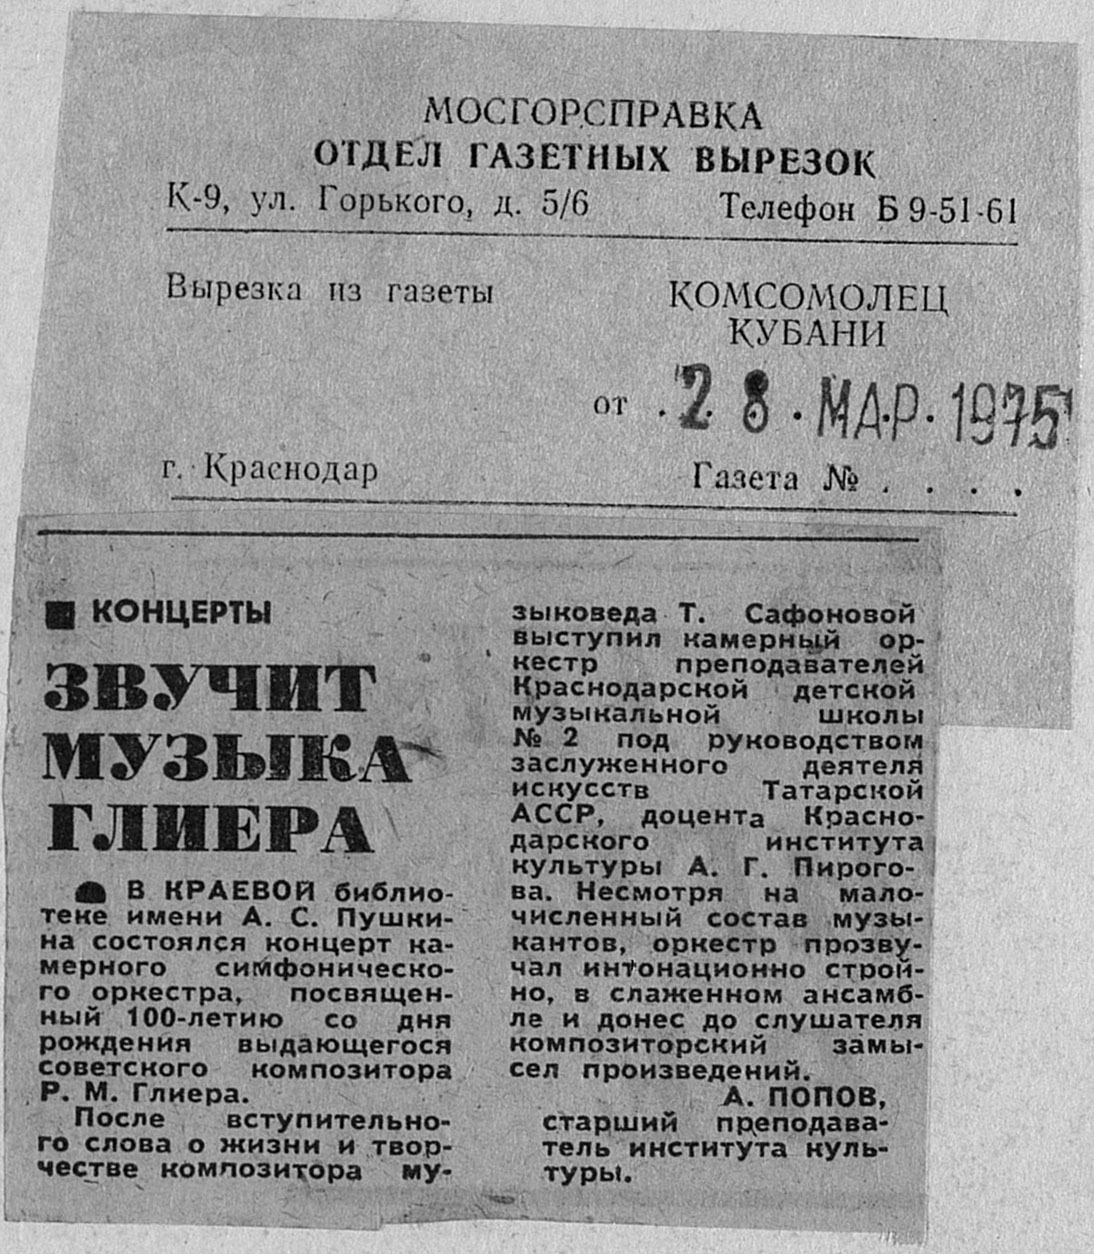 МОСГОРСПРАВКА
ОТДЕЛ ГАЗЕТНЫХ ВЫРЕЗОК
К-9, ул. Горького, д. 5/6 Телефон Б 9-51-61
Вырезка из газеты
КОМСОМОЛЕЦ
КУБАНИ
от . 28 . МАР. 1975
г. Краснодар Газета № . . . .
КОНЦЕРТЫ
ЗВУЧИТ
МУЗЫКА
ГЛИЕРА
В КРАЕВОЙ библио-
теке имени А. С. Пушки-
на состоялся концерт ка-
мерного симфоническо-
го оркестра, посвящен-
ный 100-летию со дня
рождения выдающегося
советского композитора
Р. М. Глиера.
После вступительно-
го слова о жизни и твор-
честве композитора му-
зыковеда Т. Сафоновой
выступил камерный ор-
кестр преподавателей
Краснодарской детской
музыкальной школы
№ 2 под руководством
заслуженного деятеля
искусств Татарской
АССР, доцента Красно-
дарского института
культуры А. Г. Пирого-
ва. Несмотря на мало-
численный состав музы-
кантов, оркестр прозву-
чал интонационно строй-
но, в слаженном ансамб-
ле и донес до слушателя
композиторский замы-
сел произведений.
А. ПОПОВ,
старший преподава-
тель института куль-
туры.